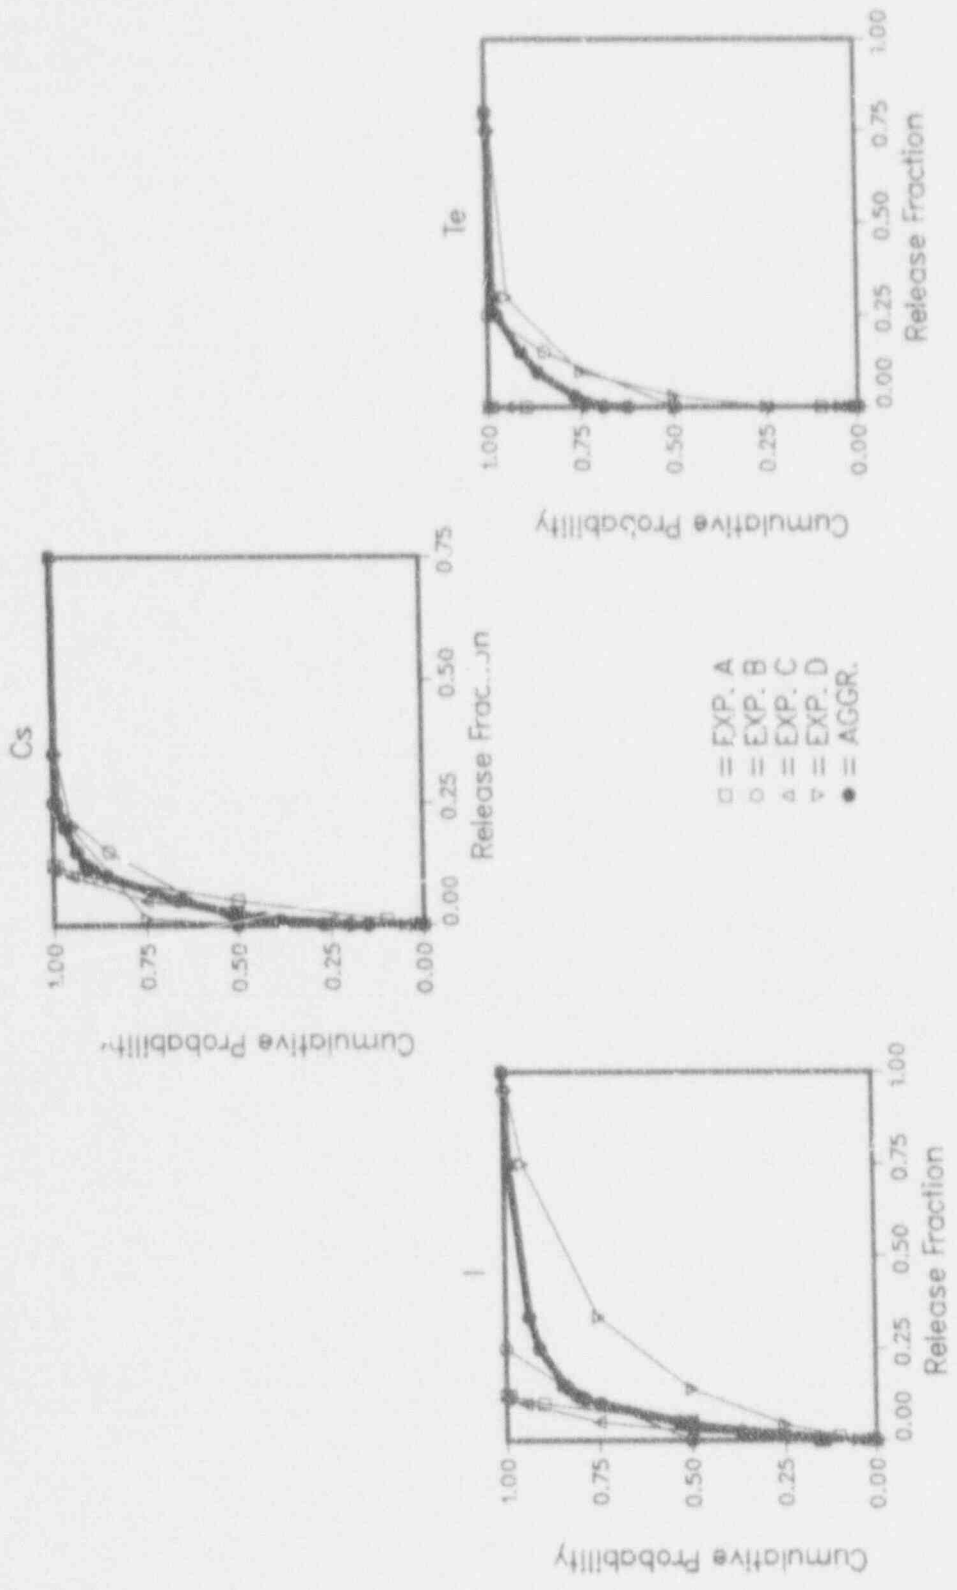 Cs
Cumulative
1.00
0.75
0.50
0.25
0.00
0.00
0.25
0.50
0.75
Release
I
Cumulative Probability
1.00
0.75
0.50
0.25
0.00
0.00
0.25
0.50
0.75
1.00
Release Fraction
Te
Cumulative Probability
1.00
0.75
0.50
0.25
0.00
0.00
0.25
0.50
0.75
1.00
Release Fraction
□ = EXP. A
○ = EXP. B
△ = EXP. C
▽ = EXP. D
● = AGGR.